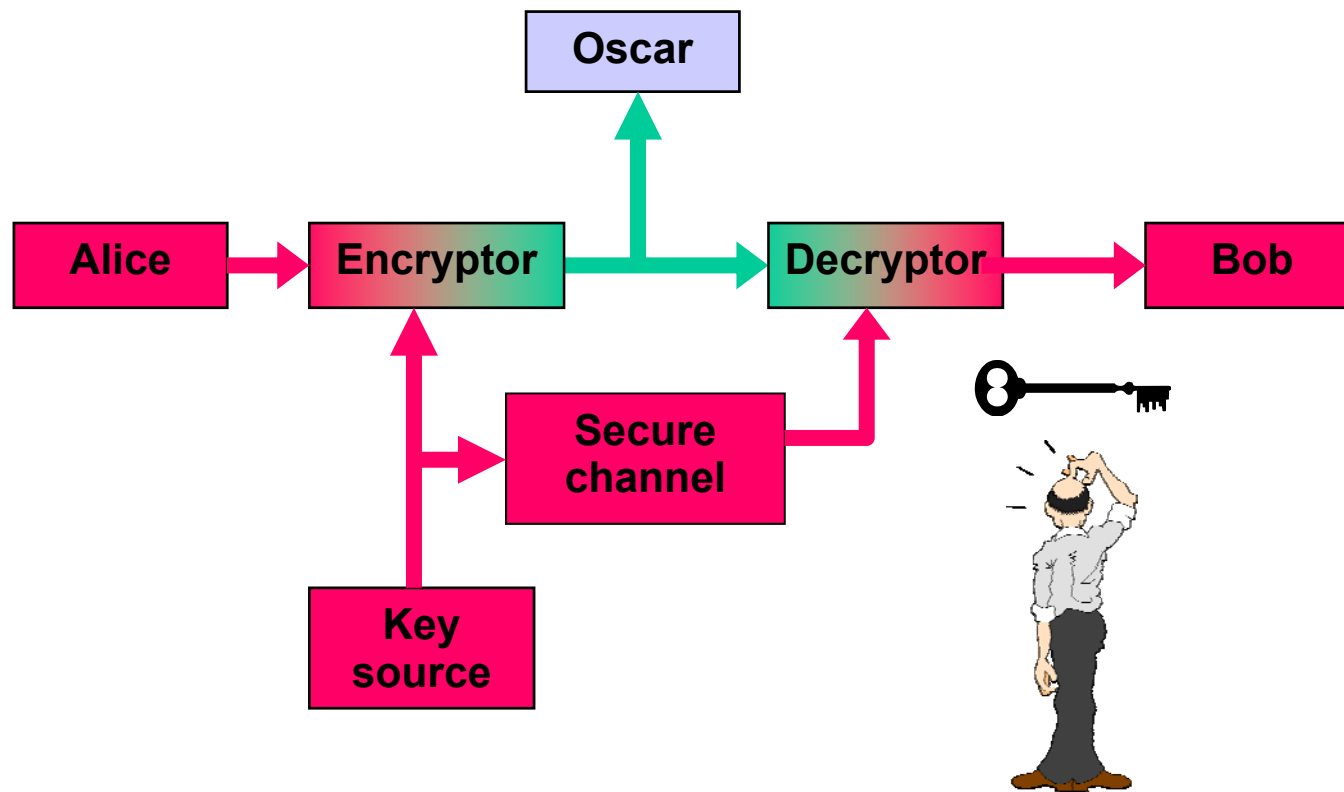 Oscar
Alice
Encryptor
Decryptor
Bob
Secure
channel
Key
source